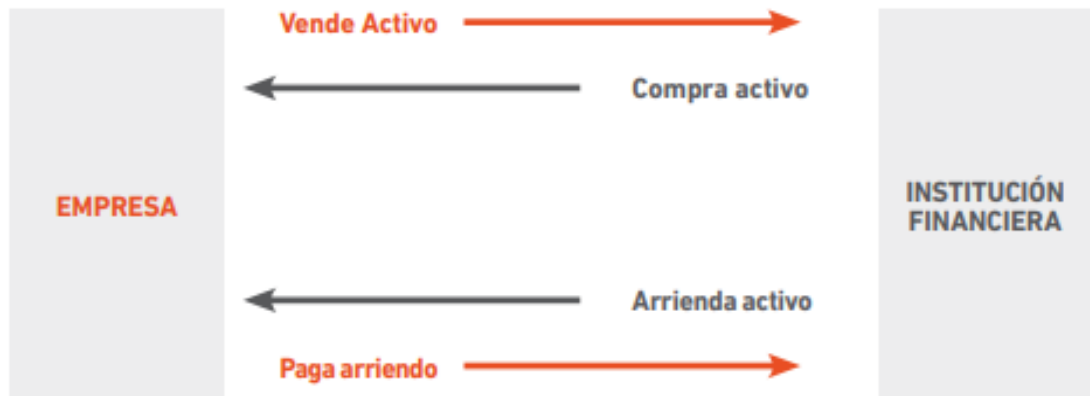 Vende Activo
Compra activo
EMPRESA
INSTITUCIÓN
FINANCIERA
Arrienda activo
Paga arriendo